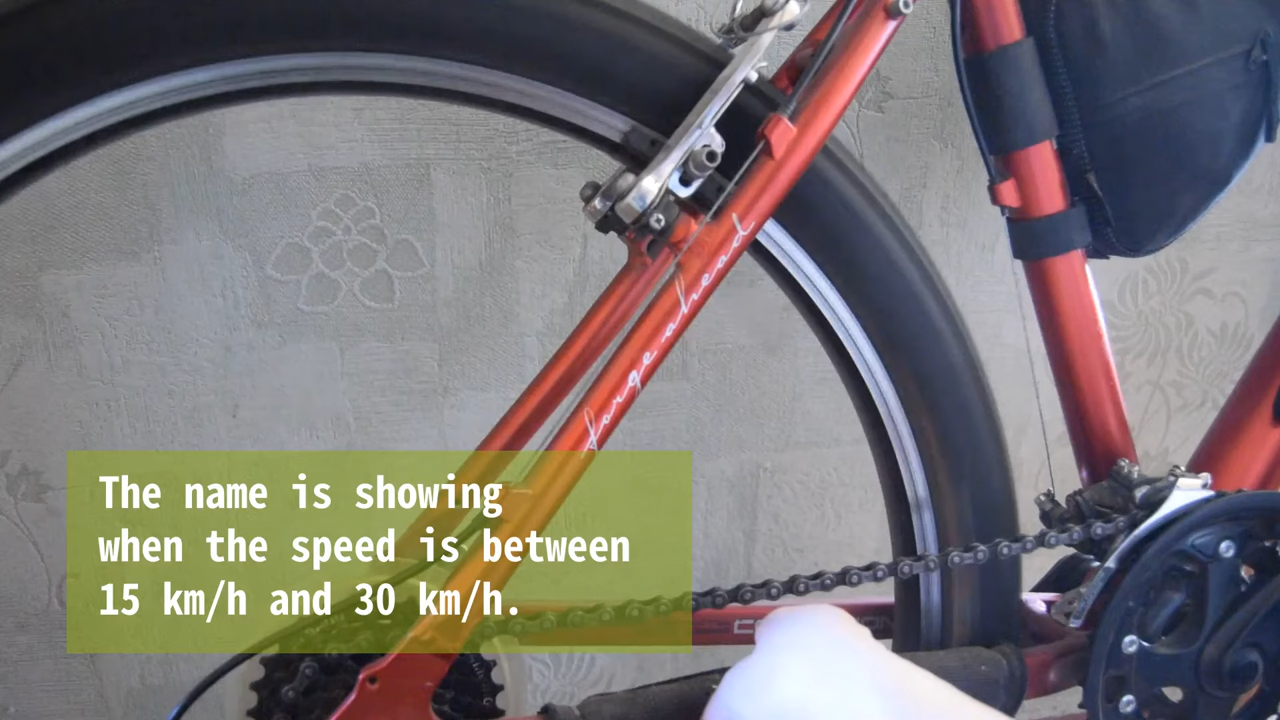 forge ahead
The name is showing
when the speed is between
15 km/h and 30 km/h.